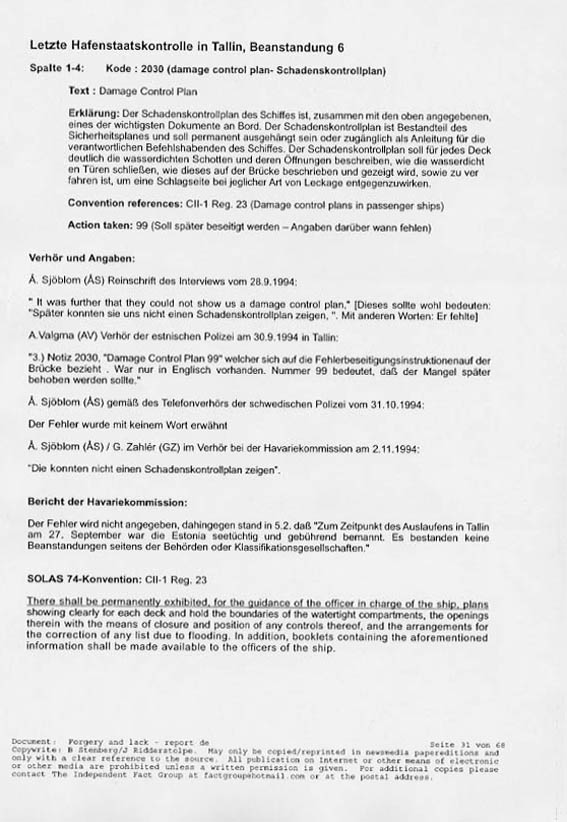 Letzte Hafenstaatskontrolle in Tallin, Beanstandung 6
Spalte 1-4: Kode : 2030 (damage control plan- Schadenskontrollplan)
Text : Damage Control Plan
Erklärung: Der Schadenskontrollplan des Schiffes ist, zusammen mit den oben angegebenen,
eines der wichtigsten Dokumente an Bord. Der Schadenskontrollplan ist Bestandteil des
Sicherheitsplanes und soll permanent ausgehängt sein oder zugänglich als Anleitung für die
verantwortlichen Befehlshabenden des Schiffes. Der Schadenskontrollplan soll für jedes Deck
deutlich die wasserdichten Schotten und deren Öffnungen beschreiben, wie die wasserdicht
en Türen schließen, wie dieses auf der Brücke beschrieben und gezeigt wird, sowie zu ver
fahren ist, um eine Schlagseite bei jeglicher Art von Leckage entgegenzuwirken.
Convention references: CII-1 Reg. 23 (Damage control plans in passenger ships)
Action taken: 99 (Soll später beseitigt werden – Angaben darüber wann fehlen)
Verhör und Angaben:
Å. Sjöblom (ÅS) Reinschrift des Interviews vom 28.9.1994:
" It was further that they could not show us a damage control plan," [Dieses sollte wohl bedeuten:
"Später konnten sie uns nicht einen Schadenskontrollplan zeigen, ". Mit anderen Worten: Er fehlte]
A.Valgma (AV) Verhör der estnischen Polizei am 30.9.1994 in Tallin:
"3.) Notiz 2030, "Damage Control Plan 99" welcher sich auf die Fehlerbeseitigungsinstruktionenauf der
Brücke bezieht . War nur in Englisch vorhanden. Nummer 99 bedeutet, daß der Mangel später
behoben werden sollte."
Å. Sjöblom (ÅS) gemäß des Telefonverhörs der schwedischen Polizei vom 31.10.1994:
Der Fehler wurde mit keinem Wort erwähnt
Å. Sjöblom (ÅS) / G. Zahlér (GZ) im Verhör bei der Havariekommission am 2.11.1994:
"Die konnten nicht einen Schadenskontrollplan zeigen".
Bericht der Havariekommission:
Der Fehler wird nicht angegeben, dahingegen stand in 5.2. daß "Zum Zeitpunkt des Auslaufens in Tallin
am 27. September war die Estonia seetüchtig und gebührend bemannt. Es bestanden keine
Beanstandungen seitens der Behörden oder Klassifikationsgesellschaften."
SOLAS 74-Konvention: CII-1 Reg. 23
There shall be permanently exhibited, for the guidance of the officer in charge of the ship, plans
showing clearly for each deck and hold the boundaries of the watertight compartments, the openings
therein with the means of closure and position of any controls thereof, and the arrangements for
the correction of any list due to flooding. In addition, booklets containing the aforementioned
information shall be made available to the officers of the ship.
Document: Forgery and lack - report de Seite 31 von 68
Copywrite: B Stenberg/J Ridderstolpe. May only be copied/reprinted in newsmedia papereditions and
only with a clear reference to the source. All publication on Internet or other means of electronic
or other media are prohibited unless a written permission is given. For additional copies please
contact The Independent Fact Group at factgroup@hotmail.com or at the postal address.